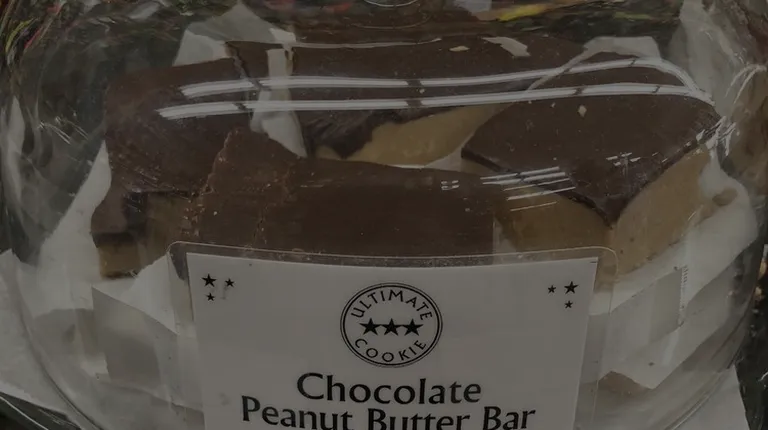 ULTIMATE
COOKIE
Chocolate
Peanut Butter Bar